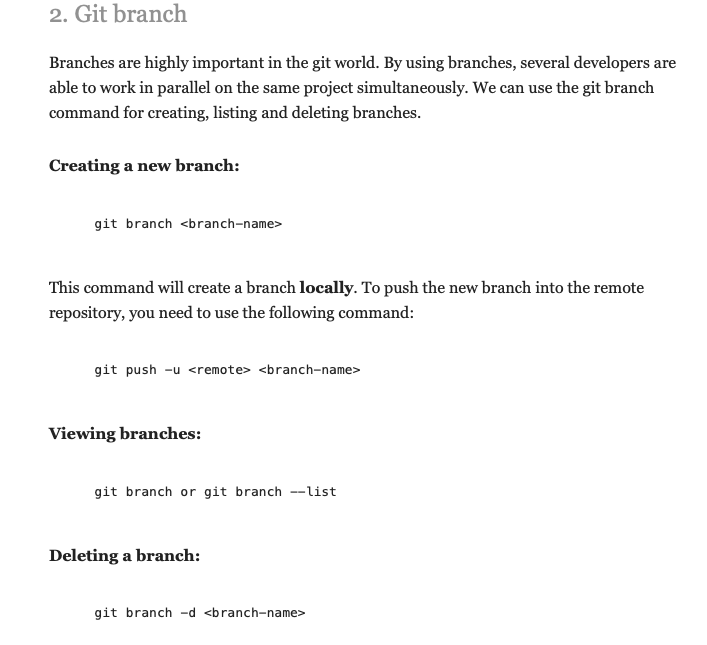 2. Git branch
Branches are highly important in the git world. By using branches, several developers are
able to work in parallel on the same project simultaneously. We can use the git branch
command for creating, listing and deleting branches.
Creating a new branch:
git branch <branch-name>
This command will create a branch locally. To push the new branch into the remote
repository, you need to use the following command:
git push -u <remote> <branch-name>
Viewing branches:
git branch or git branch --list
Deleting a branch:
git branch -d <branch-name>